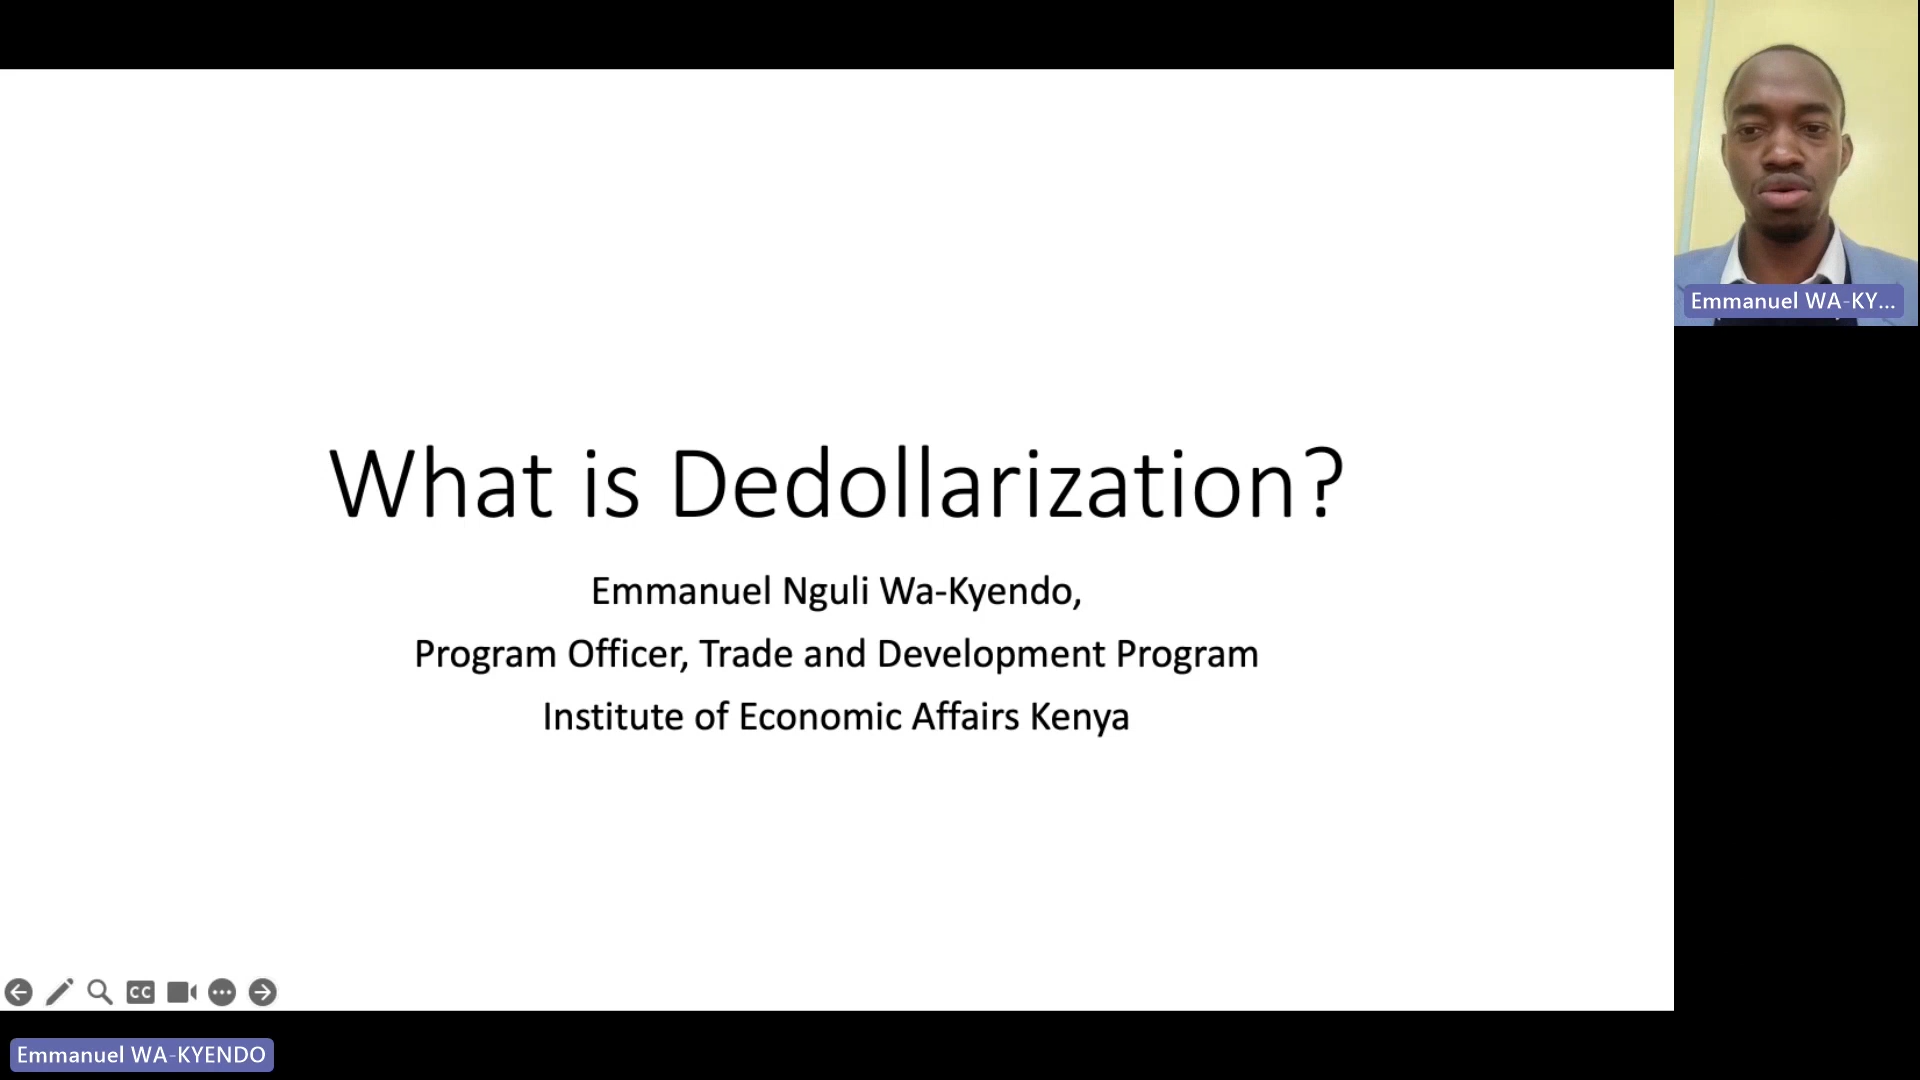 What is Dedollarization?
Emmanuel Nguli Wa-Kyendo,
Program Officer, Trade and Development Program
Institute of Economic Affairs Kenya
Emmanuel WA-KY...
CC
Emmanuel WA-KYENDO